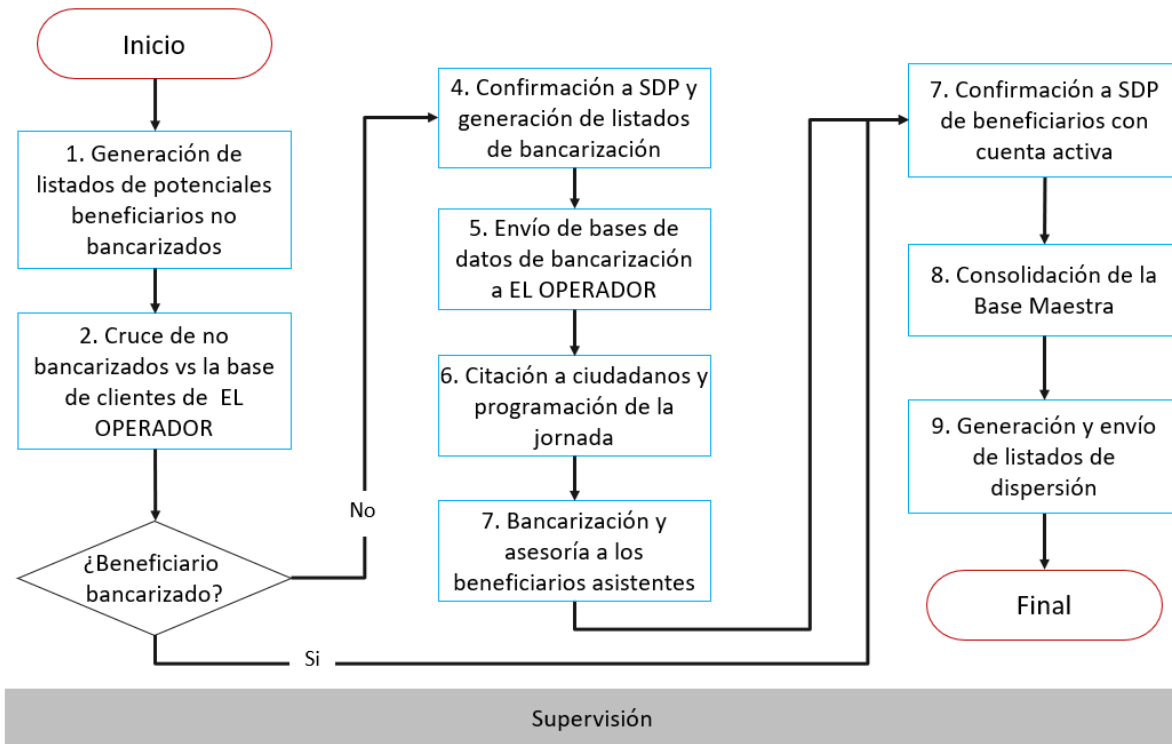 Inicio
1. Generación de
listados de potenciales
beneficiarios no
bancarizados
2. Cruce de no
bancarizados vs la base
de clientes de EL
OPERADOR
¿Beneficiario
bancarizado?
No
Si
4. Confirmación a SDP y
generación de listados
de bancarización
5. Envío de bases de
datos de bancarización
a EL OPERADOR
6. Citación a ciudadanos y
programación de la
jornada
7. Bancarización y
asesoría a los
beneficiarios asistentes
7. Confirmación a SDP
de beneficiarios con
cuenta activa
8. Consolidación de la
Base Maestra
9. Generación y envío
de listados de
dispersión
Final
Supervisión